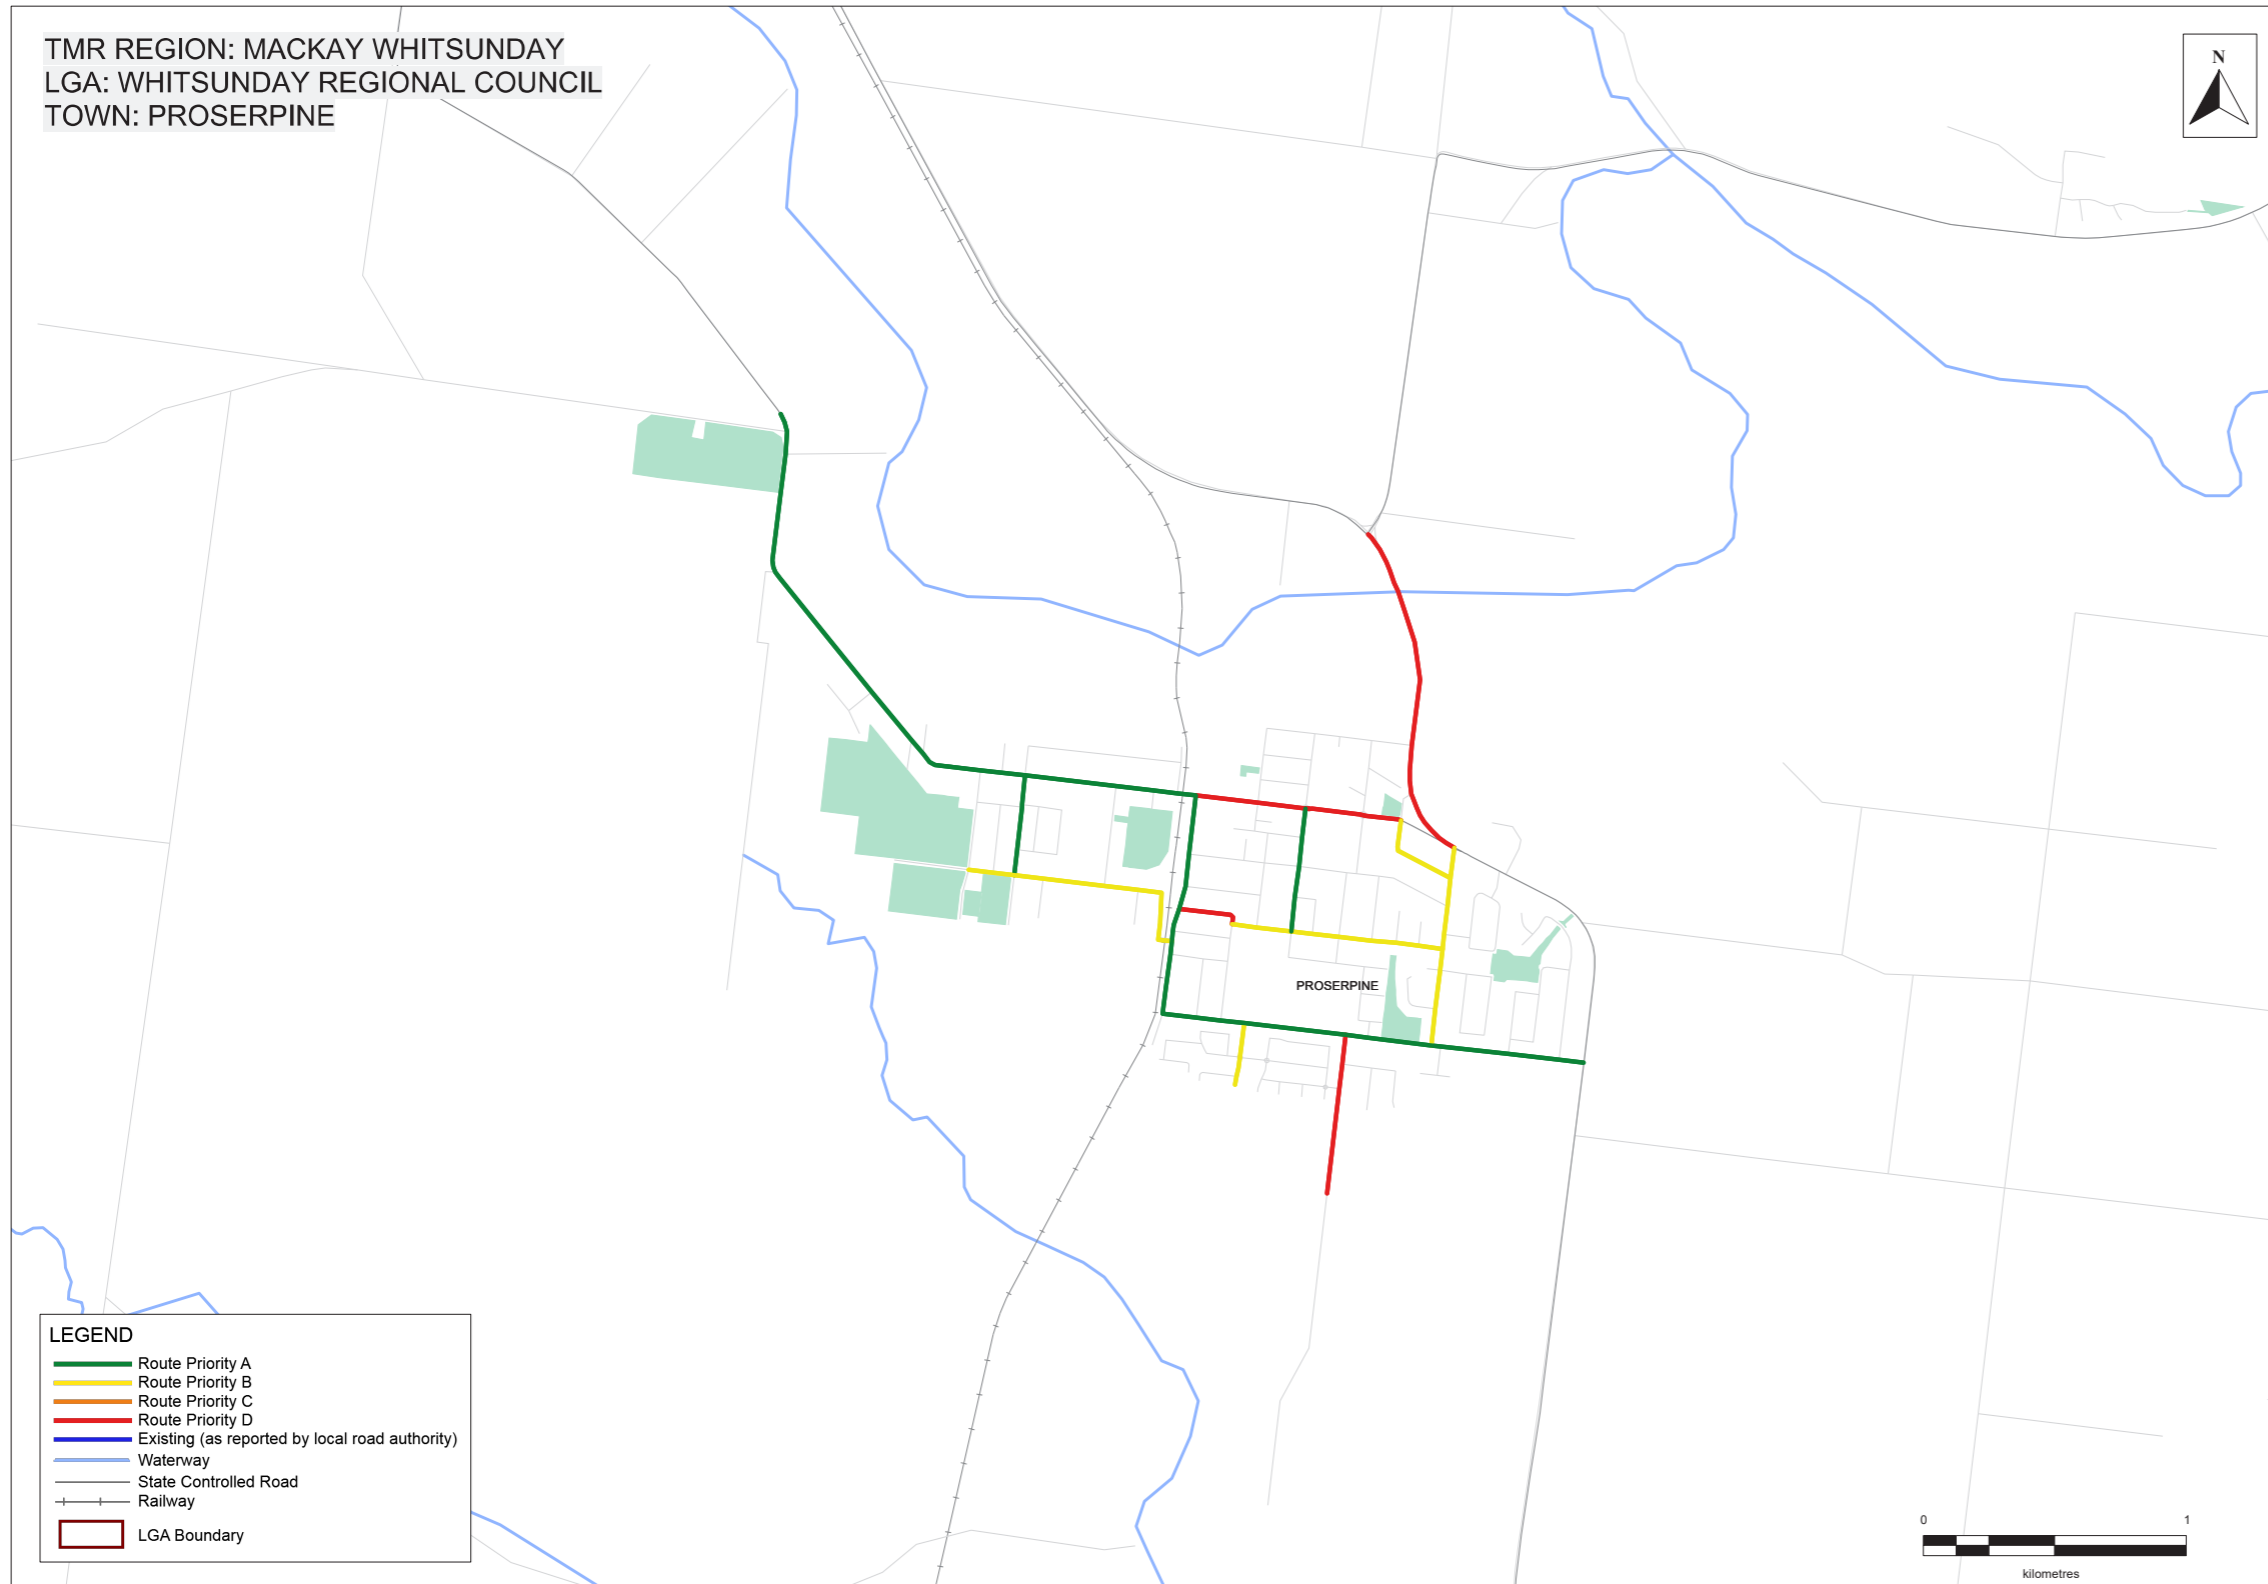 TMR REGION: MACKAY WHITSUNDAY
LGA: WHITSUNDAY REGIONAL COUNCIL
TOWN: PROSERPINE
N
PROSERPINE
LEGEND
Route Priority A
Route Priority B
Route Priority C
Route Priority D
Existing (as reported by local road authority)
Waterway
State Controlled Road
Railway
LGA Boundary
0 1
kilometres